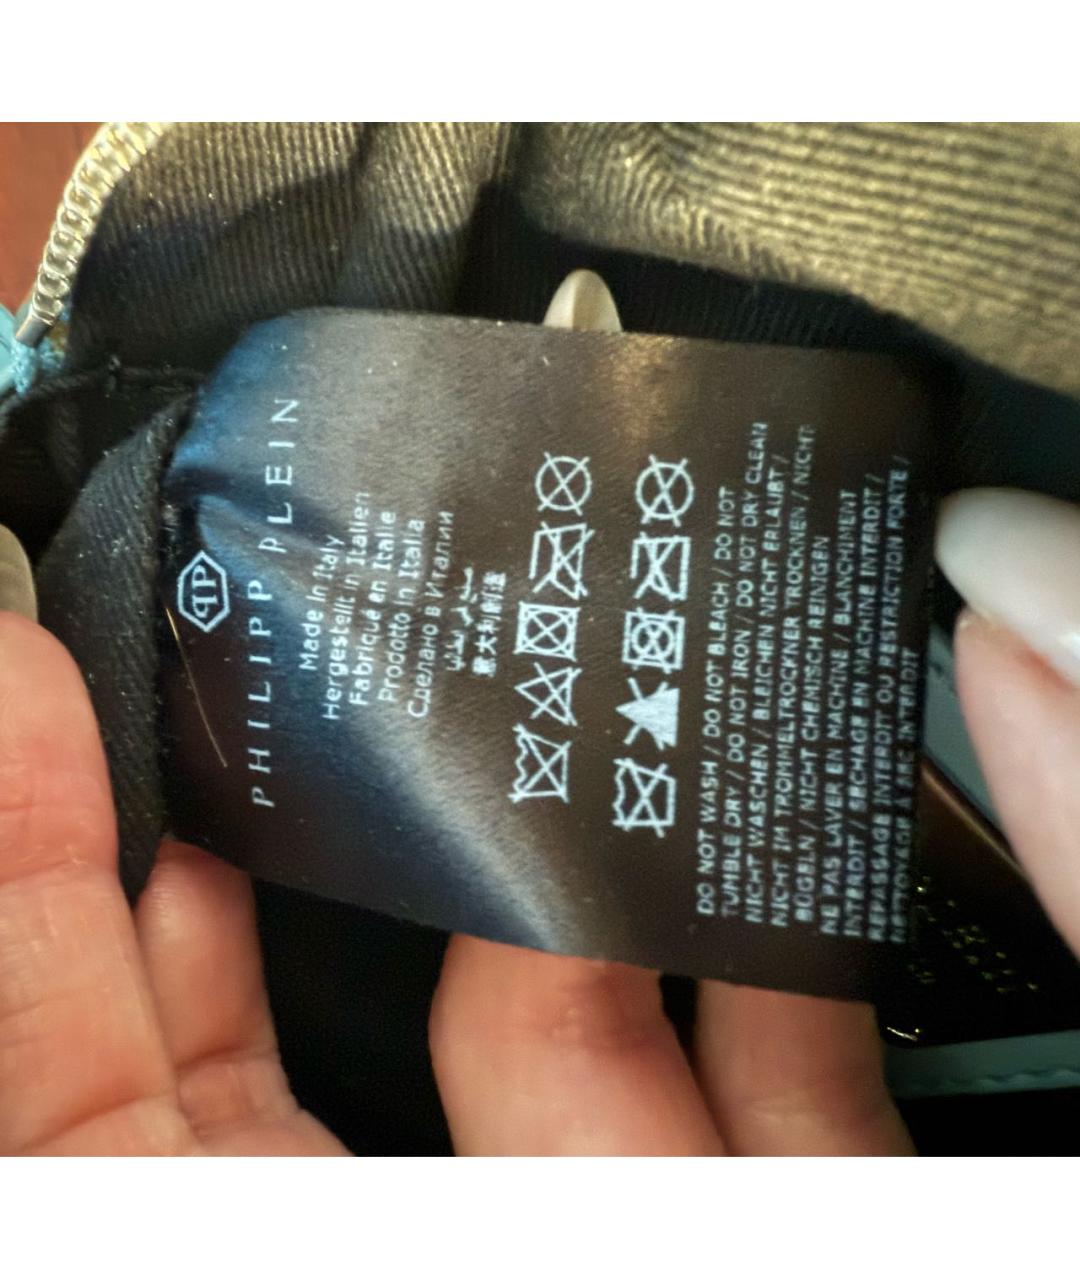 PHILIPP PLEIN
Made in Italy
Hergestellt in Italien
Fabriqué en Italie
Prodotto in Italia
Сделано в Италии
意大利制造
DO NOT WASH / DO NOT BLEACH / DO NOT
TUMBLE DRY / DO NOT IRON / DO NOT DRY CLEAN
NICHT WASCHEN / BLEICHEN NICHT ERLAUBT /
NICHT IM TROMMELTROCKNER TROCKNEN / NICHT
BÜGELN / NICHT CHEMISCH REINIGEN
NE PAS LAVER EN MACHINE / BLANCHIMENT
INTERDIT / SECHAGE EN MACHINE INTERDIT /
REPASSAGE INTERDIT OU RESTRICTION FORTE /
NETTOYAGE A SEC INTERDIT